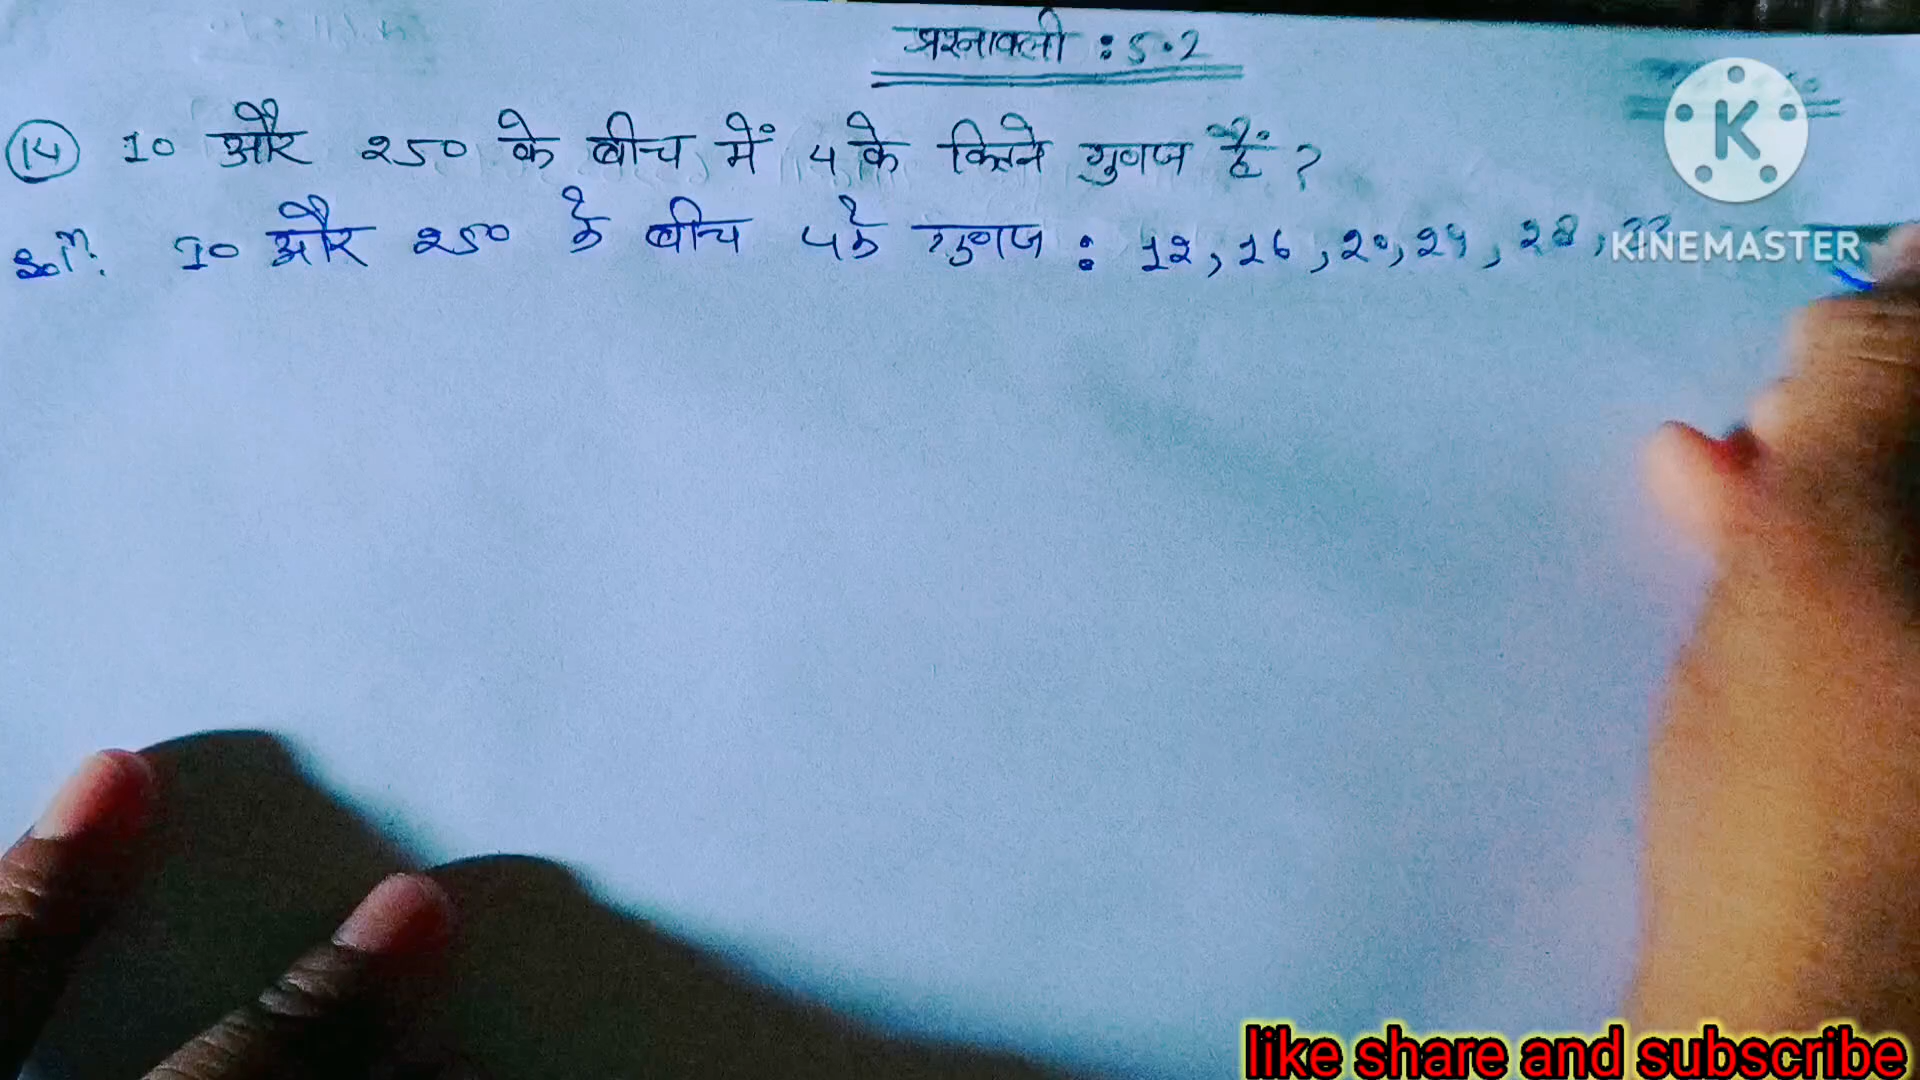 प्रश्नावली : 5.2
14 10 और 250 के बीच में 4 के कितने गुणज हैं ?
10 और 250 के बीच 4 के गुणज : 12, 16, 20, 24, 28, 32
K
KINEMASTER
like share and subscribe